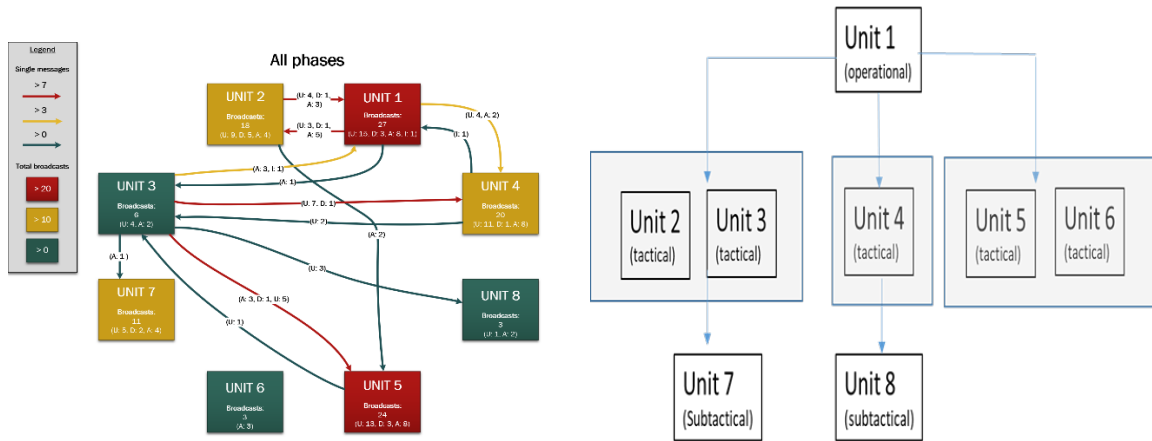 Legend
Single messages
> 7
> 3
> 0
Total broadcasts
> 20
> 10
> 0
All phases
UNIT 2
Broadcasts:
18
(U: 9, D: 5, A: 4)
(U: 4, D: 1,
A: 3)
(U: 3, D: 1,
A: 5)
UNIT 1
Broadcasts:
27
(U: 15, D: 3, A: 8, I: 1)
(U: 4, A: 2)
(I: 1)
(A: 3, I: 1)
(A: 1)
UNIT 3
Broadcasts:
6
(U: 4, A: 2)
(U: 7, D: 1)
(U: 2)
UNIT 4
Broadcasts:
20
(U: 11, D: 1, A: 8)
(A: 2)
(A: 1)
(U: 3)
UNIT 7
Broadcasts:
11
(U: 5, D: 2, A: 4)
(A: 3, D: 1, U: 5)
(U: 1)
UNIT 8
Broadcasts:
3
(U: 1, A: 2)
UNIT 6
Broadcasts:
3
(A: 3)
UNIT 5
Broadcasts:
24
(U: 13, D: 3, A: 8)
Unit 1
(operational)
Unit 2
(tactical)
Unit 3
(tactical)
Unit 4
(tactical)
Unit 5
(tactical)
Unit 6
(tactical)
Unit 7
(Subtactical)
Unit 8
(subtactical)